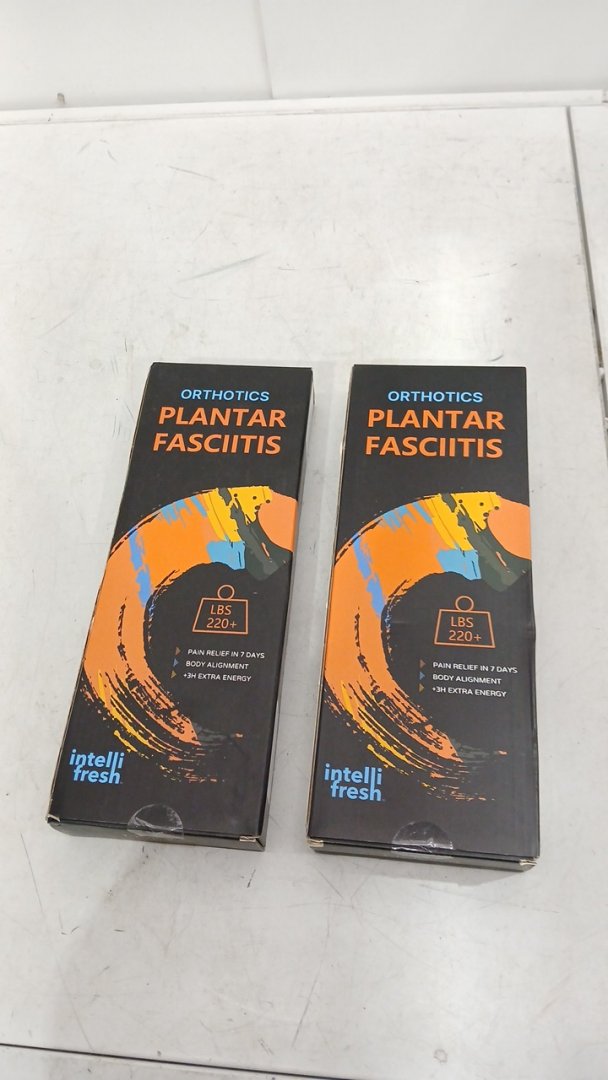 ORTHOTICS
PLANTAR
FASCIITIS
LBS
220+
PAIN RELIEF IN 7 DAYS
BODY ALIGNMENT
+3H EXTRA ENERGY
intelli
fresh
ORTHOTICS
PLANTAR
FASCIITIS
LBS
220+
PAIN RELIEF IN 7 DAYS
BODY ALIGNMENT
+3H EXTRA ENERGY
intelli
fresh